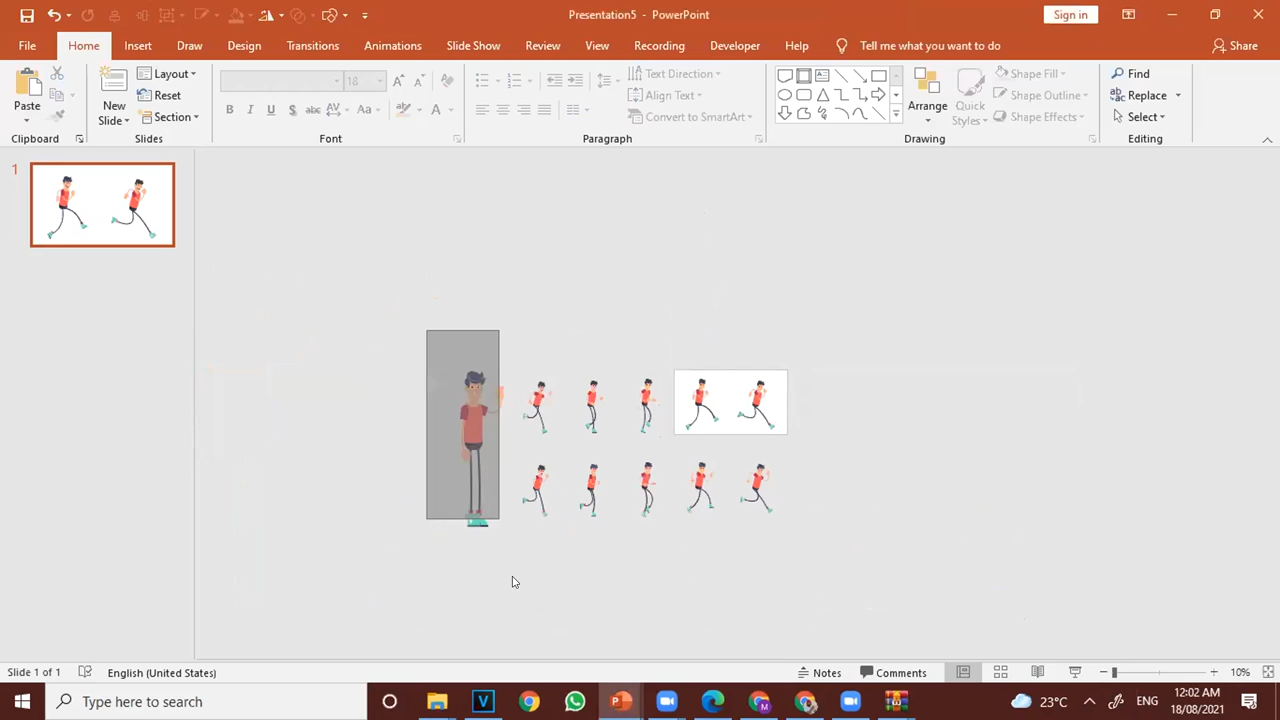 Presentation5 - PowerPoint
Sign in
File Home Insert Draw Design Transitions Animations Slide Show Review View Recording Developer Help Tell me what you want to do Share
Paste
New Slide
Layout
Reset
Section
18
B I U S abc AV Aa A
Text Direction
Align Text
Convert to SmartArt
Arrange
Quick Styles
Shape Fill
Shape Outline
Shape Effects
Find
Replace
Select
Clipboard Slides Font Paragraph Drawing Editing
1
Slide 1 of 1 English (United States) Notes Comments 10%
Type here to search
23°C ENG
12:02 AM
18/08/2021